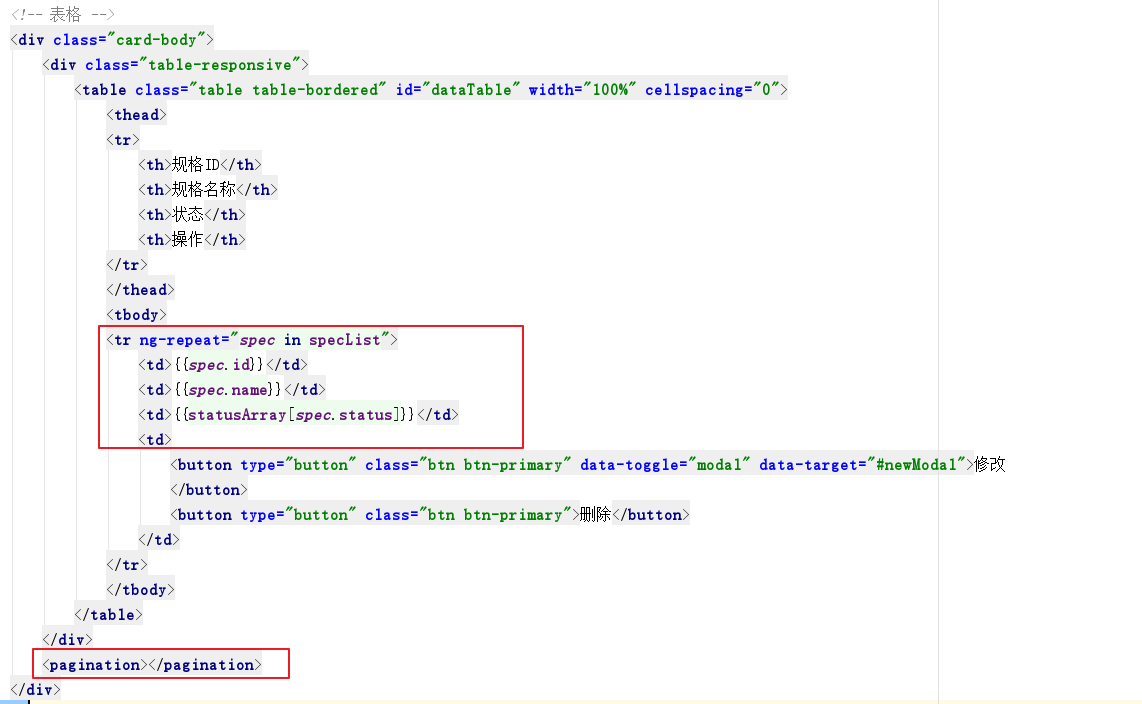 <!-- 表格 -->
<div class="card-body">
<div class="table-responsive">
<table class="table table-bordered" id="dataTable" width="100%" cellspacing="0">
<thead>
<tr>
<th>规格ID</th>
<th>规格名称</th>
<th>状态</th>
<th>操作</th>
</tr>
</thead>
<tbody>
<tr ng-repeat="spec in specList">
<td>{{spec.id}}</td>
<td>{{spec.name}}</td>
<td>{{statusArray[spec.status]}}</td>
<td>
<button type="button" class="btn btn-primary" data-toggle="modal" data-target="#newModal">修改
</button>
<button type="button" class="btn btn-primary">删除</button>
</td>
</tr>
</tbody>
</table>
</div>
<pagination></pagination>
</div>